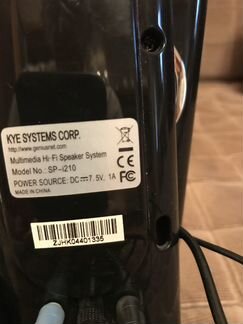 KYE SYSTEMS CORP.
http://www.geniusnet.com
Multimedia Hi-Fi Speaker System
Model No.: SP-i210
POWER SOURCE: DC⎓7.5V, 1A
MADE IN CHINA
CE
ZJHK04401335